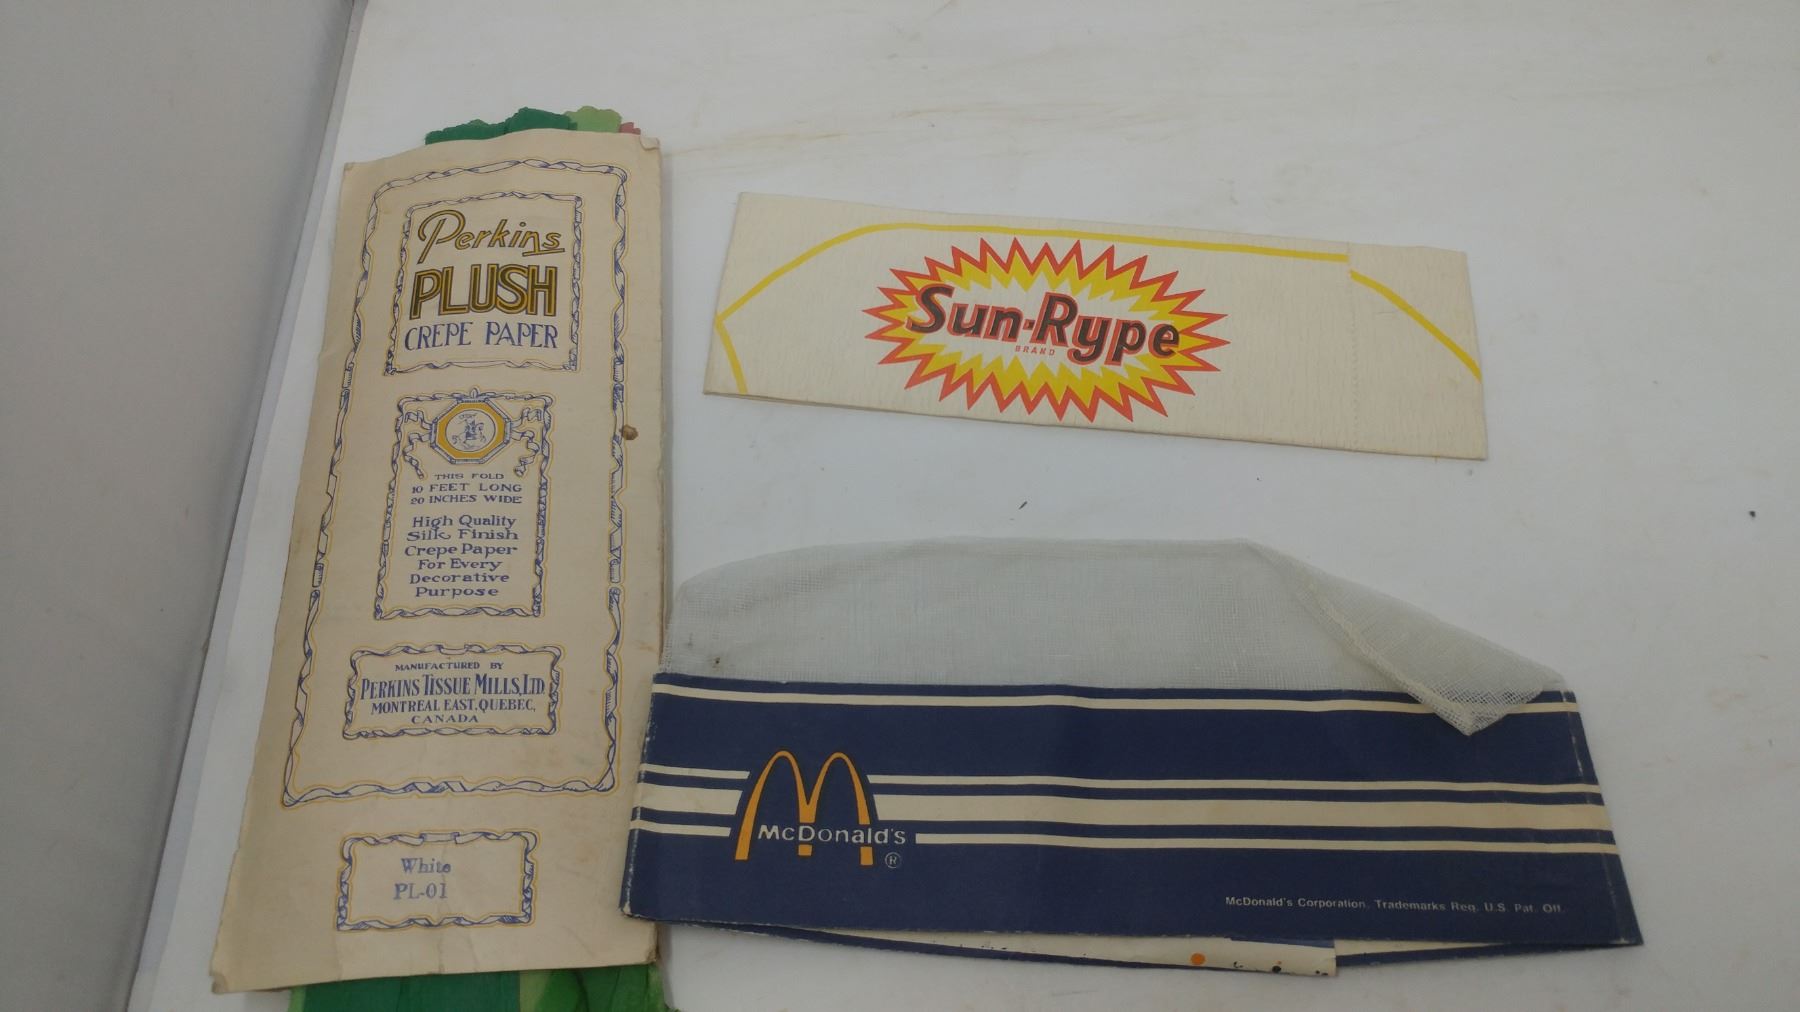 Perkins
PLUSH
CREPE PAPER
THIS FOLD
10 FEET LONG
20 INCHES WIDE
High Quality
Silk Finish
Crepe Paper
For Every
Decorative
Purpose
MANUFACTURED BY
PERKINS TISSUE MILLS, LTD.
MONTREAL EAST, QUEBEC,
CANADA
White
PL-01
Sun-Rype
BRAND
McDonald's
®
McDonald's Corporation. Trademarks Reg. U.S. Pat. Off.